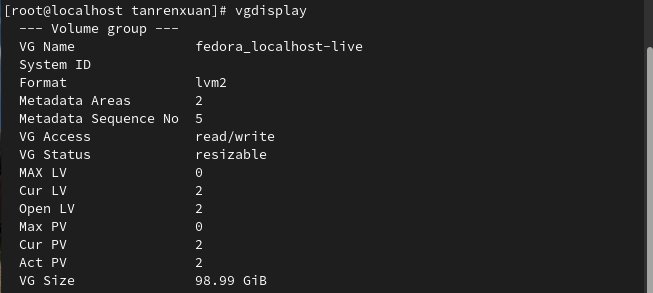 [root@localhost tanrenxuan]# vgdisplay
  --- Volume group ---
  VG Name               fedora_localhost-live
  System ID
  Format                lvm2
  Metadata Areas        2
  Metadata Sequence No  5
  VG Access             read/write
  VG Status             resizable
  MAX LV                0
  Cur LV                2
  Open LV               2
  Max PV                0
  Cur PV                2
  Act PV                2
  VG Size               98.99 GiB